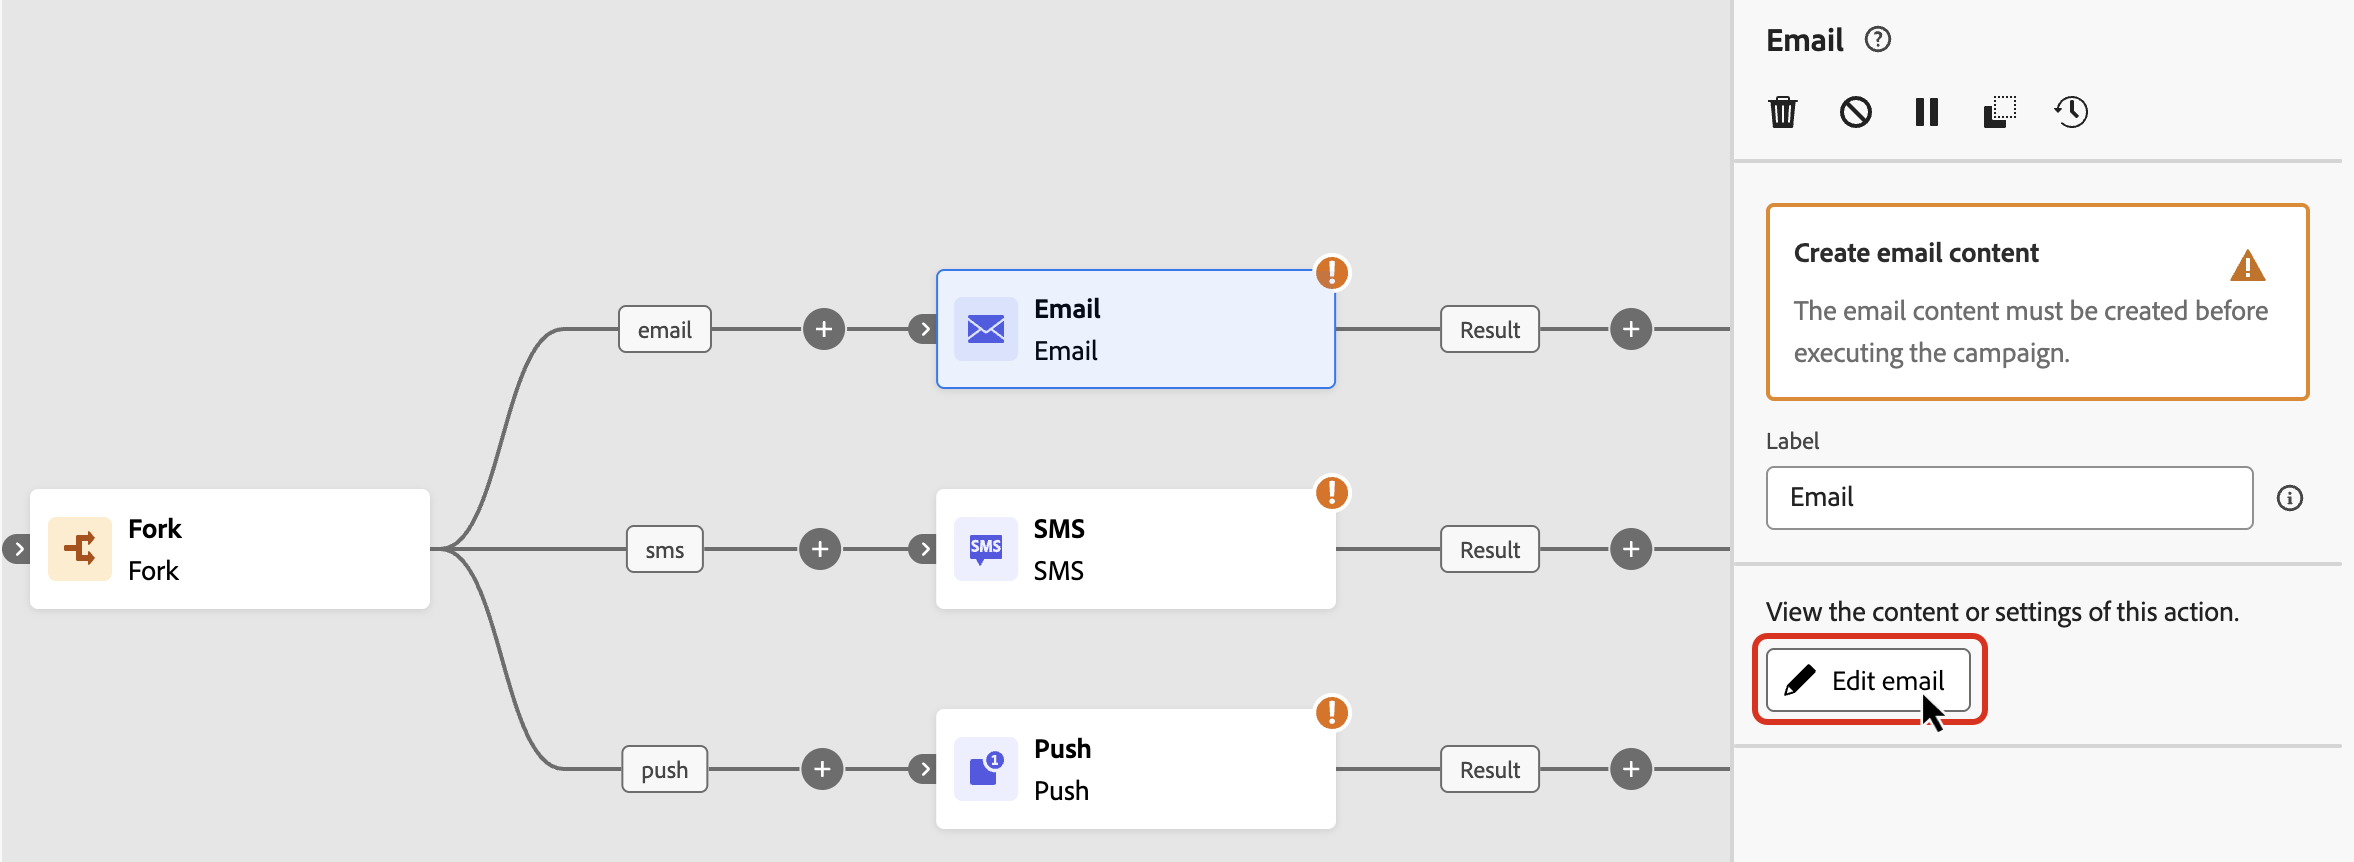 Fork
Fork
email
Email
Email
Result
sms
SMS
SMS
SMS
Result
push
1
Push
Push
Result
Email
Create email content
The email content must be created before
executing the campaign.
Label
Email
View the content or settings of this action.
Edit email